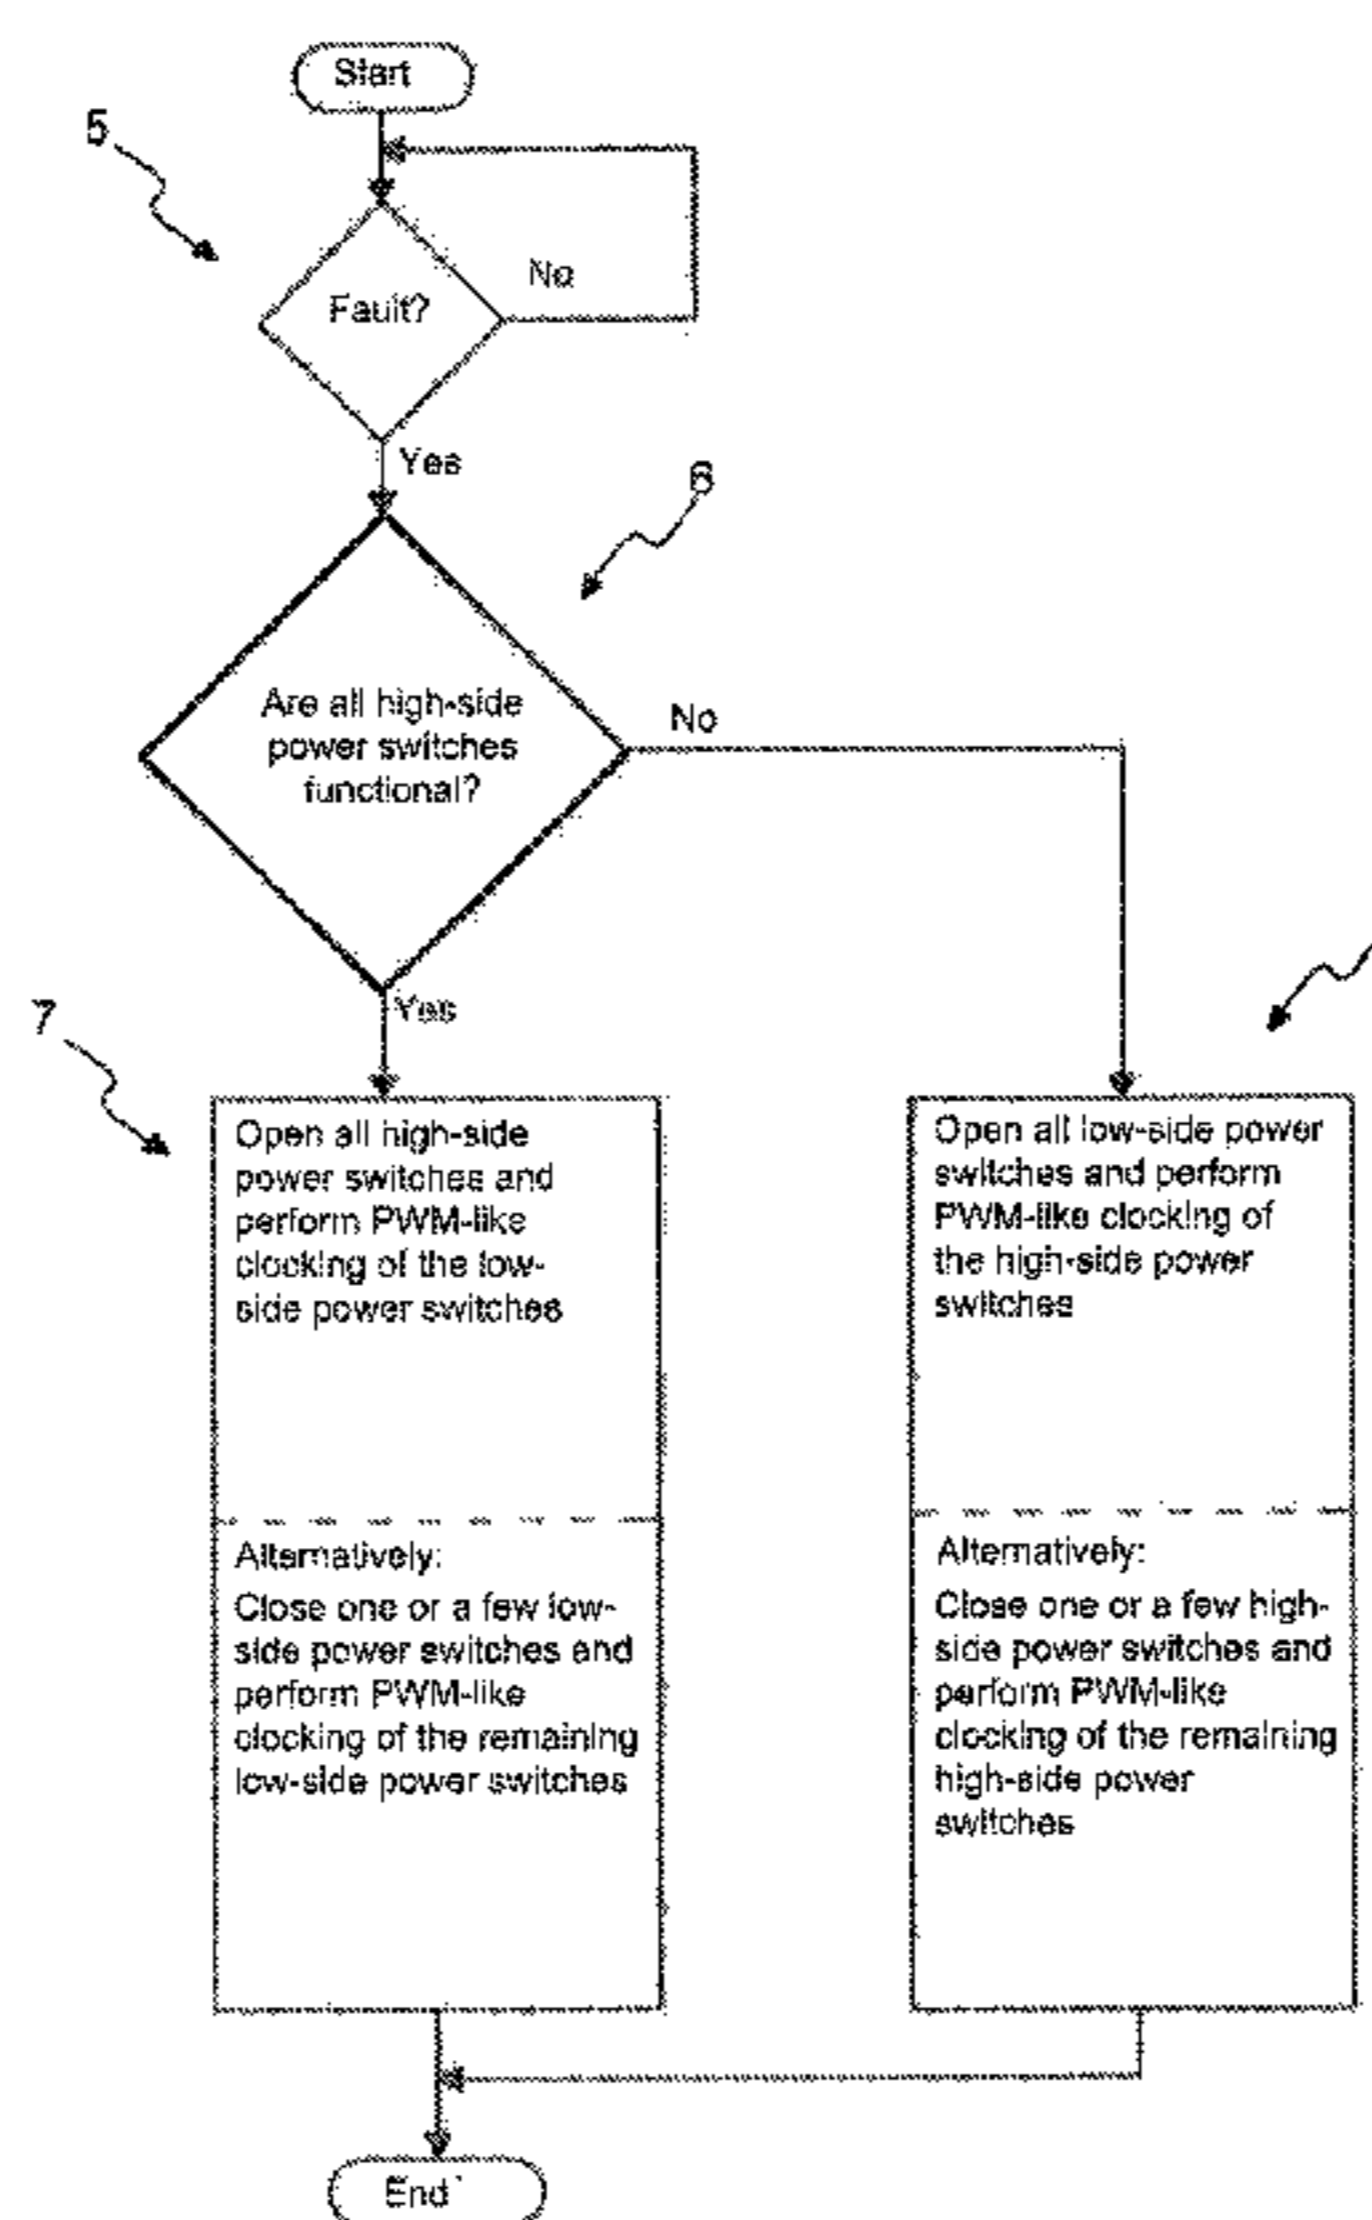 Start
5
No
Fault?
Yes
6
Are all high-side
power switches
functional?
No
Yes
7
Open all high-side
power switches and
perform PWM-like
clocking of the low-
side power switches
Alternatively:
Close one or a few low-
side power switches and
perform PWM-like
clocking of the remaining
low-side power switches
Open all low-side power
switches and perform
PWM-like clocking of
the high-side power
switches
Alternatively:
Close one or a few high-
side power switches and
perform PWM-like
clocking of the remaining
high-side power
switches
End